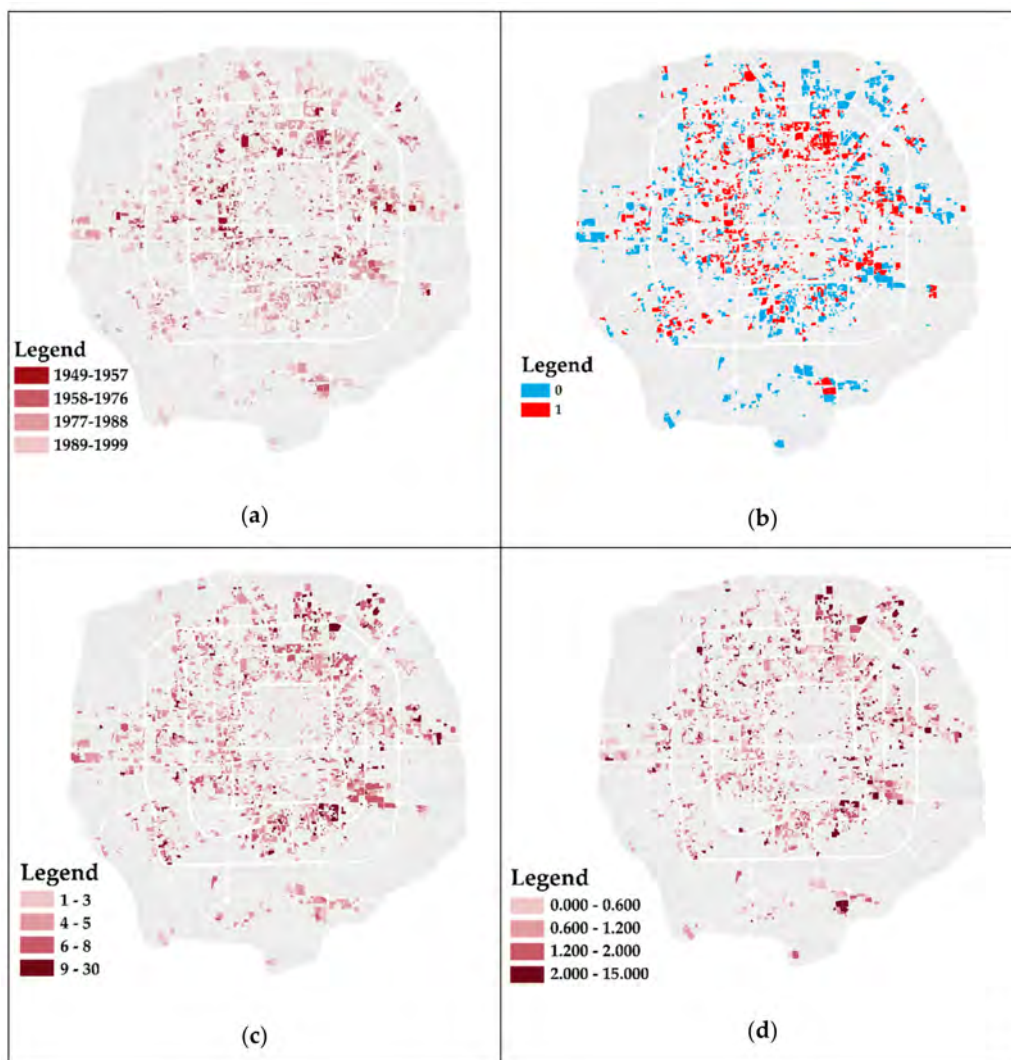 Legend
1949-1957
1958-1976
1977-1988
1989-1999
(a)
Legend
0
1
(b)
Legend
1 - 3
4 - 5
6 - 8
9 - 30
(c)
Legend
0.000 - 0.600
0.600 - 1.200
1.200 - 2.000
2.000 - 15.000
(d)